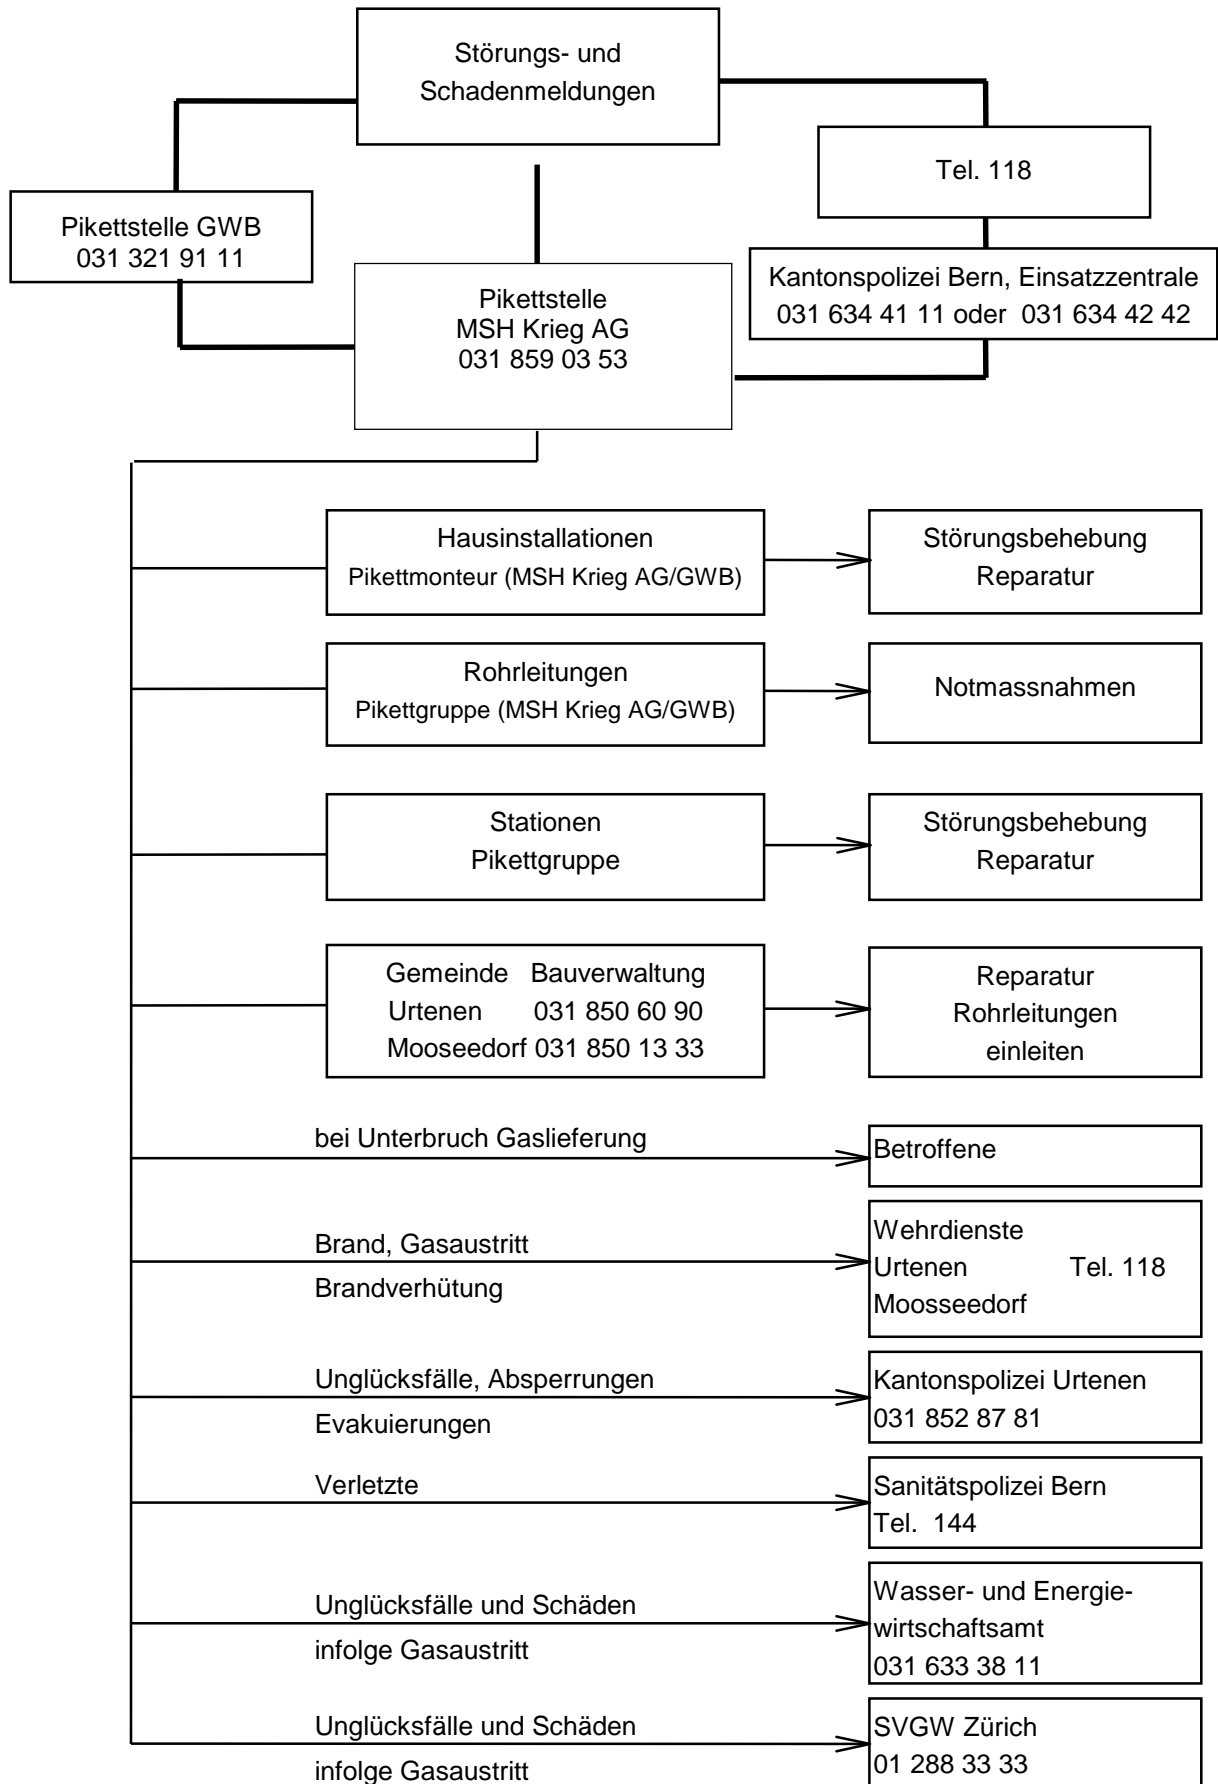 Störungs- und
Schadenmeldungen
Tel. 118
Pikettstelle GWB
031 321 91 11
Kantonspolizei Bern, Einsatzzentrale
031 634 41 11 oder 031 634 42 42
Pikettstelle
MSH Krieg AG
031 859 03 53
Hausinstallationen
Pikettmonteur (MSH Krieg AG/GWB)
Störungsbehebung
Reparatur
Rohrleitungen
Pikettgruppe (MSH Krieg AG/GWB)
Notmassnahmen
Stationen
Pikettgruppe
Störungsbehebung
Reparatur
Gemeinde Bauverwaltung
Urtenen 031 850 60 90
Mooseedorf 031 850 13 33
Reparatur
Rohrleitungen
einleiten
bei Unterbruch Gaslieferung
Betroffene
Brand, Gasaustritt
Brandverhütung
Wehrdienste
Urtenen Tel. 118
Moosseedorf
Unglücksfälle, Absperrungen
Evakuierungen
Kantonspolizei Urtenen
031 852 87 81
Verletzte
Sanitätspolizei Bern
Tel. 144
Unglücksfälle und Schäden
infolge Gasaustritt
Wasser- und Energie-
wirtschaftsamt
031 633 38 11
Unglücksfälle und Schäden
infolge Gasaustritt
SVGW Zürich
01 288 33 33